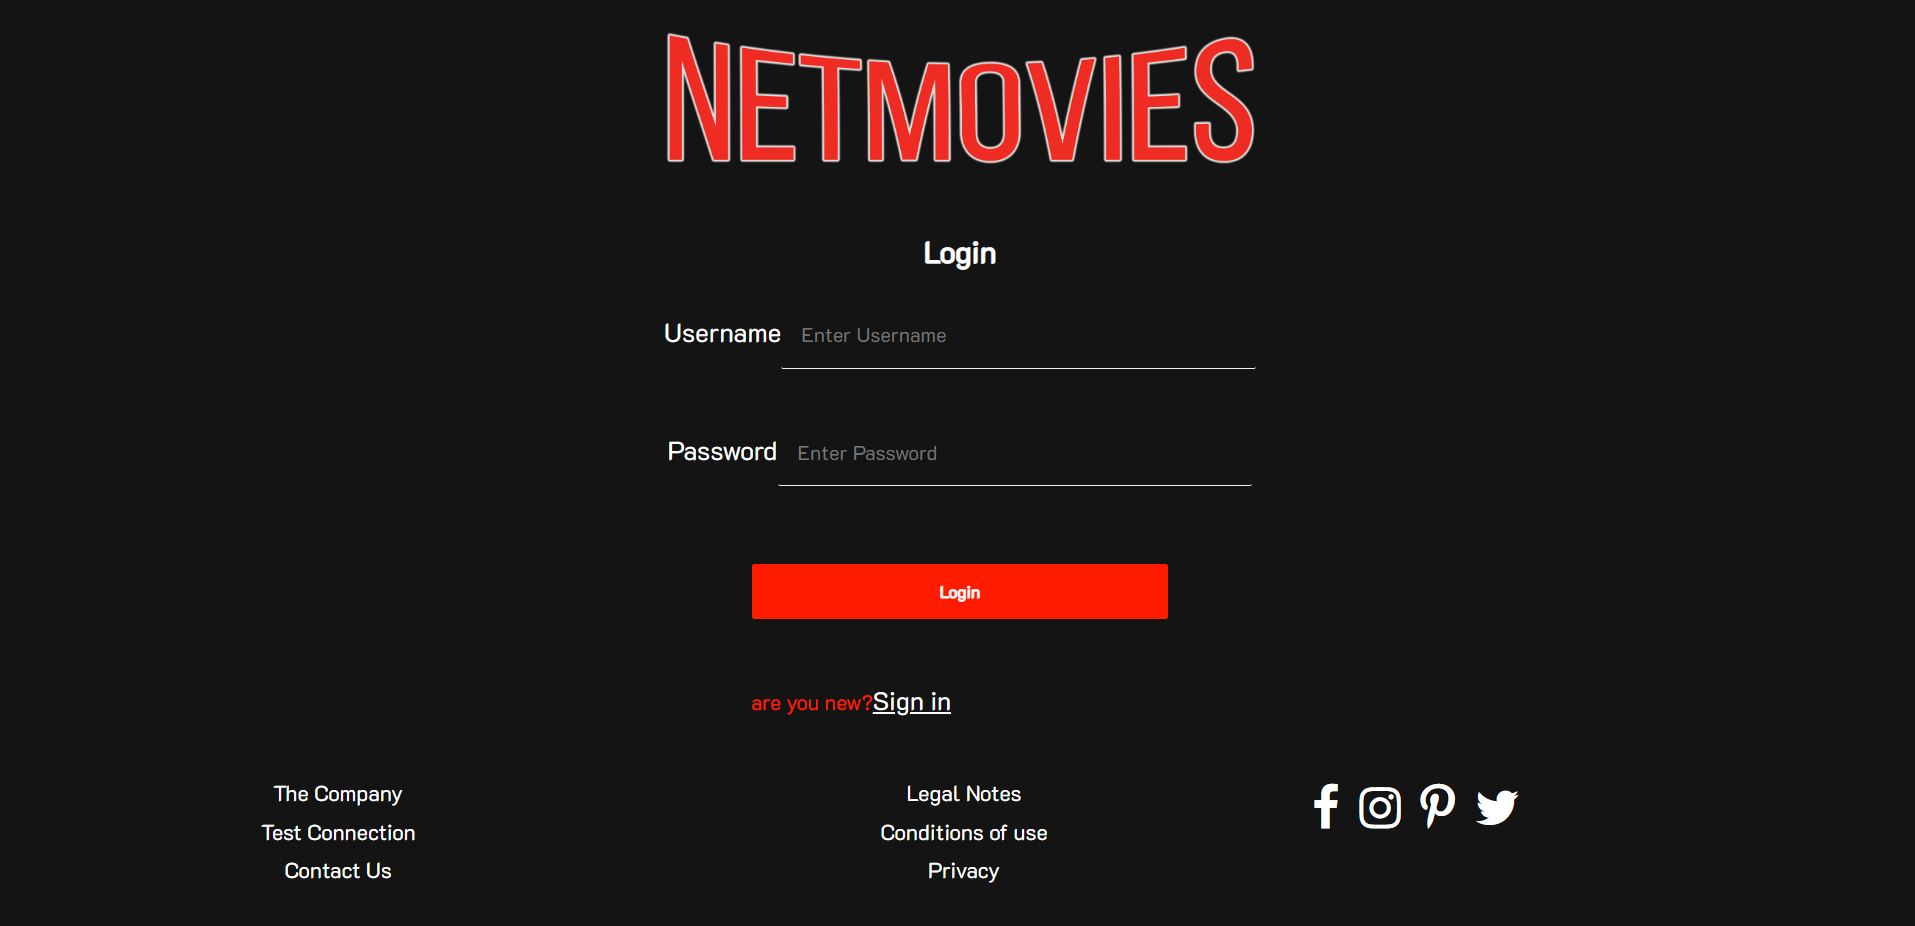 NETMOVIES
Login
Username Enter Username
Password Enter Password
Login
are you new?Sign in
The Company
Test Connection
Contact Us
Legal Notes
Conditions of use
Privacy